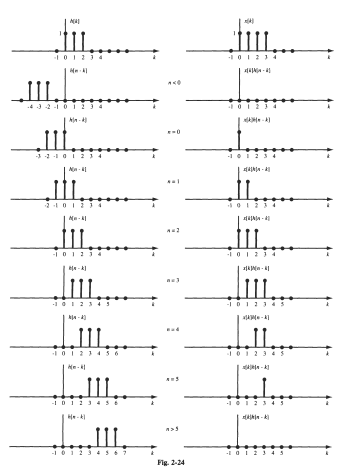 h[k] x[k]
1 1
-1 0 1 2 3 4 k -1 0 1 2 3 4 k
h[n - k] n < 0 x[k]h[n - k]
-4 -3 -2 -1 0 1 2 3 4 k -1 0 1 2 3 4 k
h[n - k] n = 0 x[k]h[n - k]
-3 -2 -1 0 1 2 3 4 k -1 0 1 2 3 4 k
h[n - k] n = 1 x[k]h[n - k]
-2 -1 0 1 2 3 4 k -1 0 1 2 3 4 k
h[n - k] n = 2 x[k]h[n - k]
-1 0 1 2 3 4 k -1 0 1 2 3 4 k
h[n - k] n = 3 x[k]h[n - k]
-1 0 1 2 3 4 5 k -1 0 1 2 3 4 5 k
h[n - k] n = 4 x[k]h[n - k]
-1 0 1 2 3 4 5 6 k -1 0 1 2 3 4 5 k
h[n - k] n = 5 x[k]h[n - k]
-1 0 1 2 3 4 5 6 k -1 0 1 2 3 4 5 k
h[n - k] n > 5 x[k]h[n - k]
-1 0 1 2 3 4 5 6 7 k -1 0 1 2 3 4 5 k
Fig. 2-24